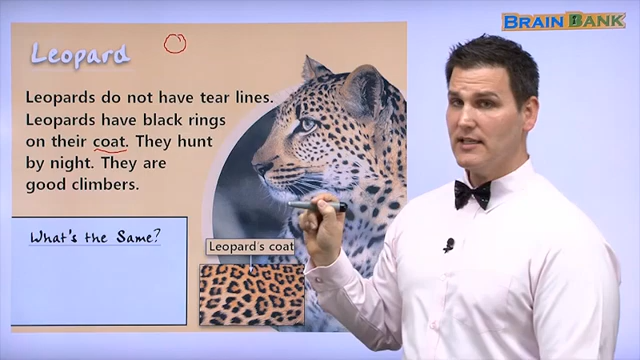 BRAIN BANK
Leopard
Leopards do not have tear lines.
Leopards have black rings
on their coat. They hunt
by night. They are
good climbers.
What's the Same?
Leopard's coat